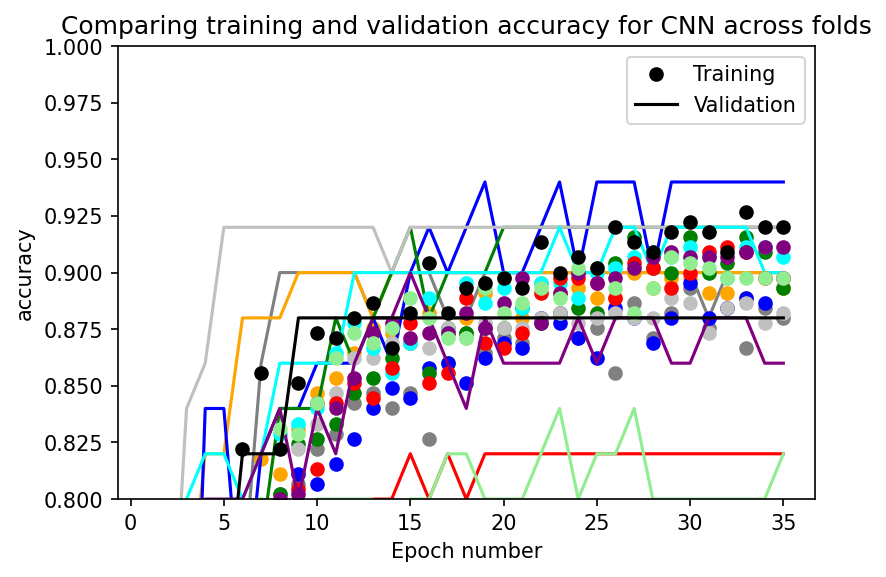 Comparing training and validation accuracy for CNN across folds
1.000
0.975
0.950
0.925
0.900
0.875
0.850
0.825
0.800
accuracy
Training
Validation
0 5 10 15 20 25 30 35
Epoch number